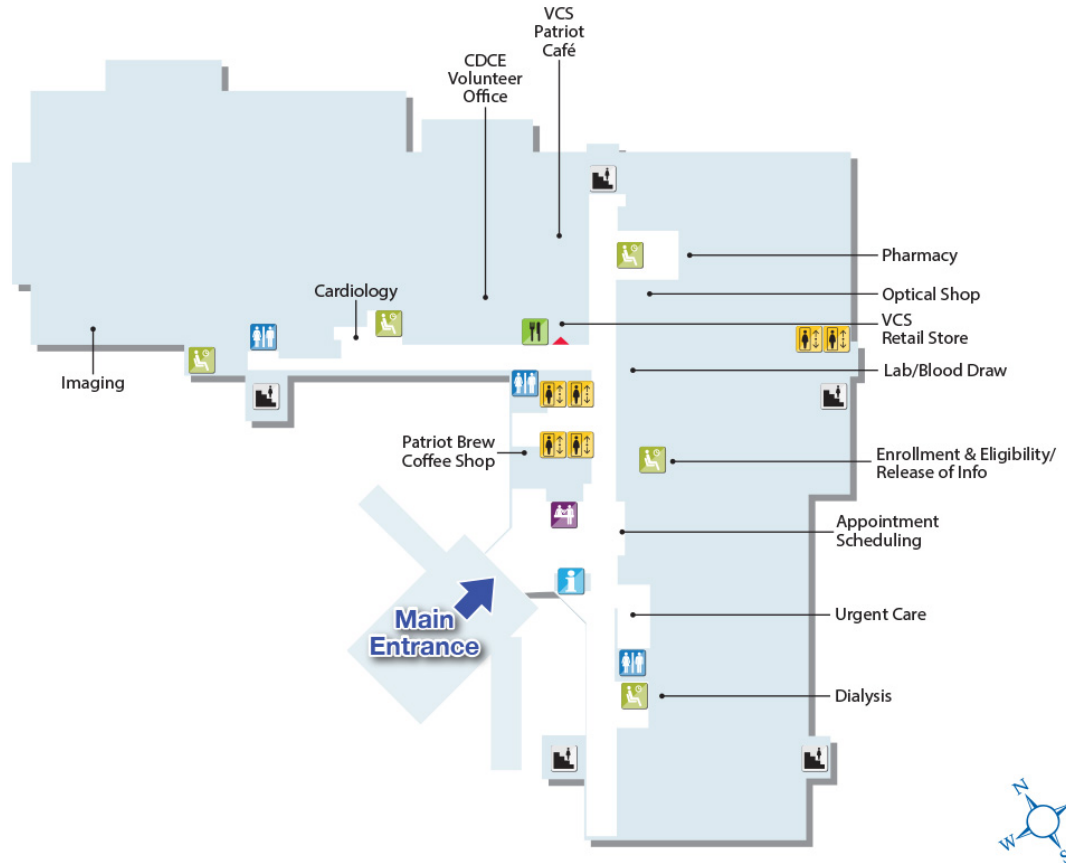 VCS
Patriot
Café
CDCE
Volunteer
Office
Pharmacy
Cardiology
Optical Shop
VCS
Retail Store
Imaging
Lab/Blood Draw
Patriot Brew
Coffee Shop
Enrollment & Eligibility/
Release of Info
Appointment
Scheduling
Main
Entrance
Urgent Care
Dialysis
N
W
S